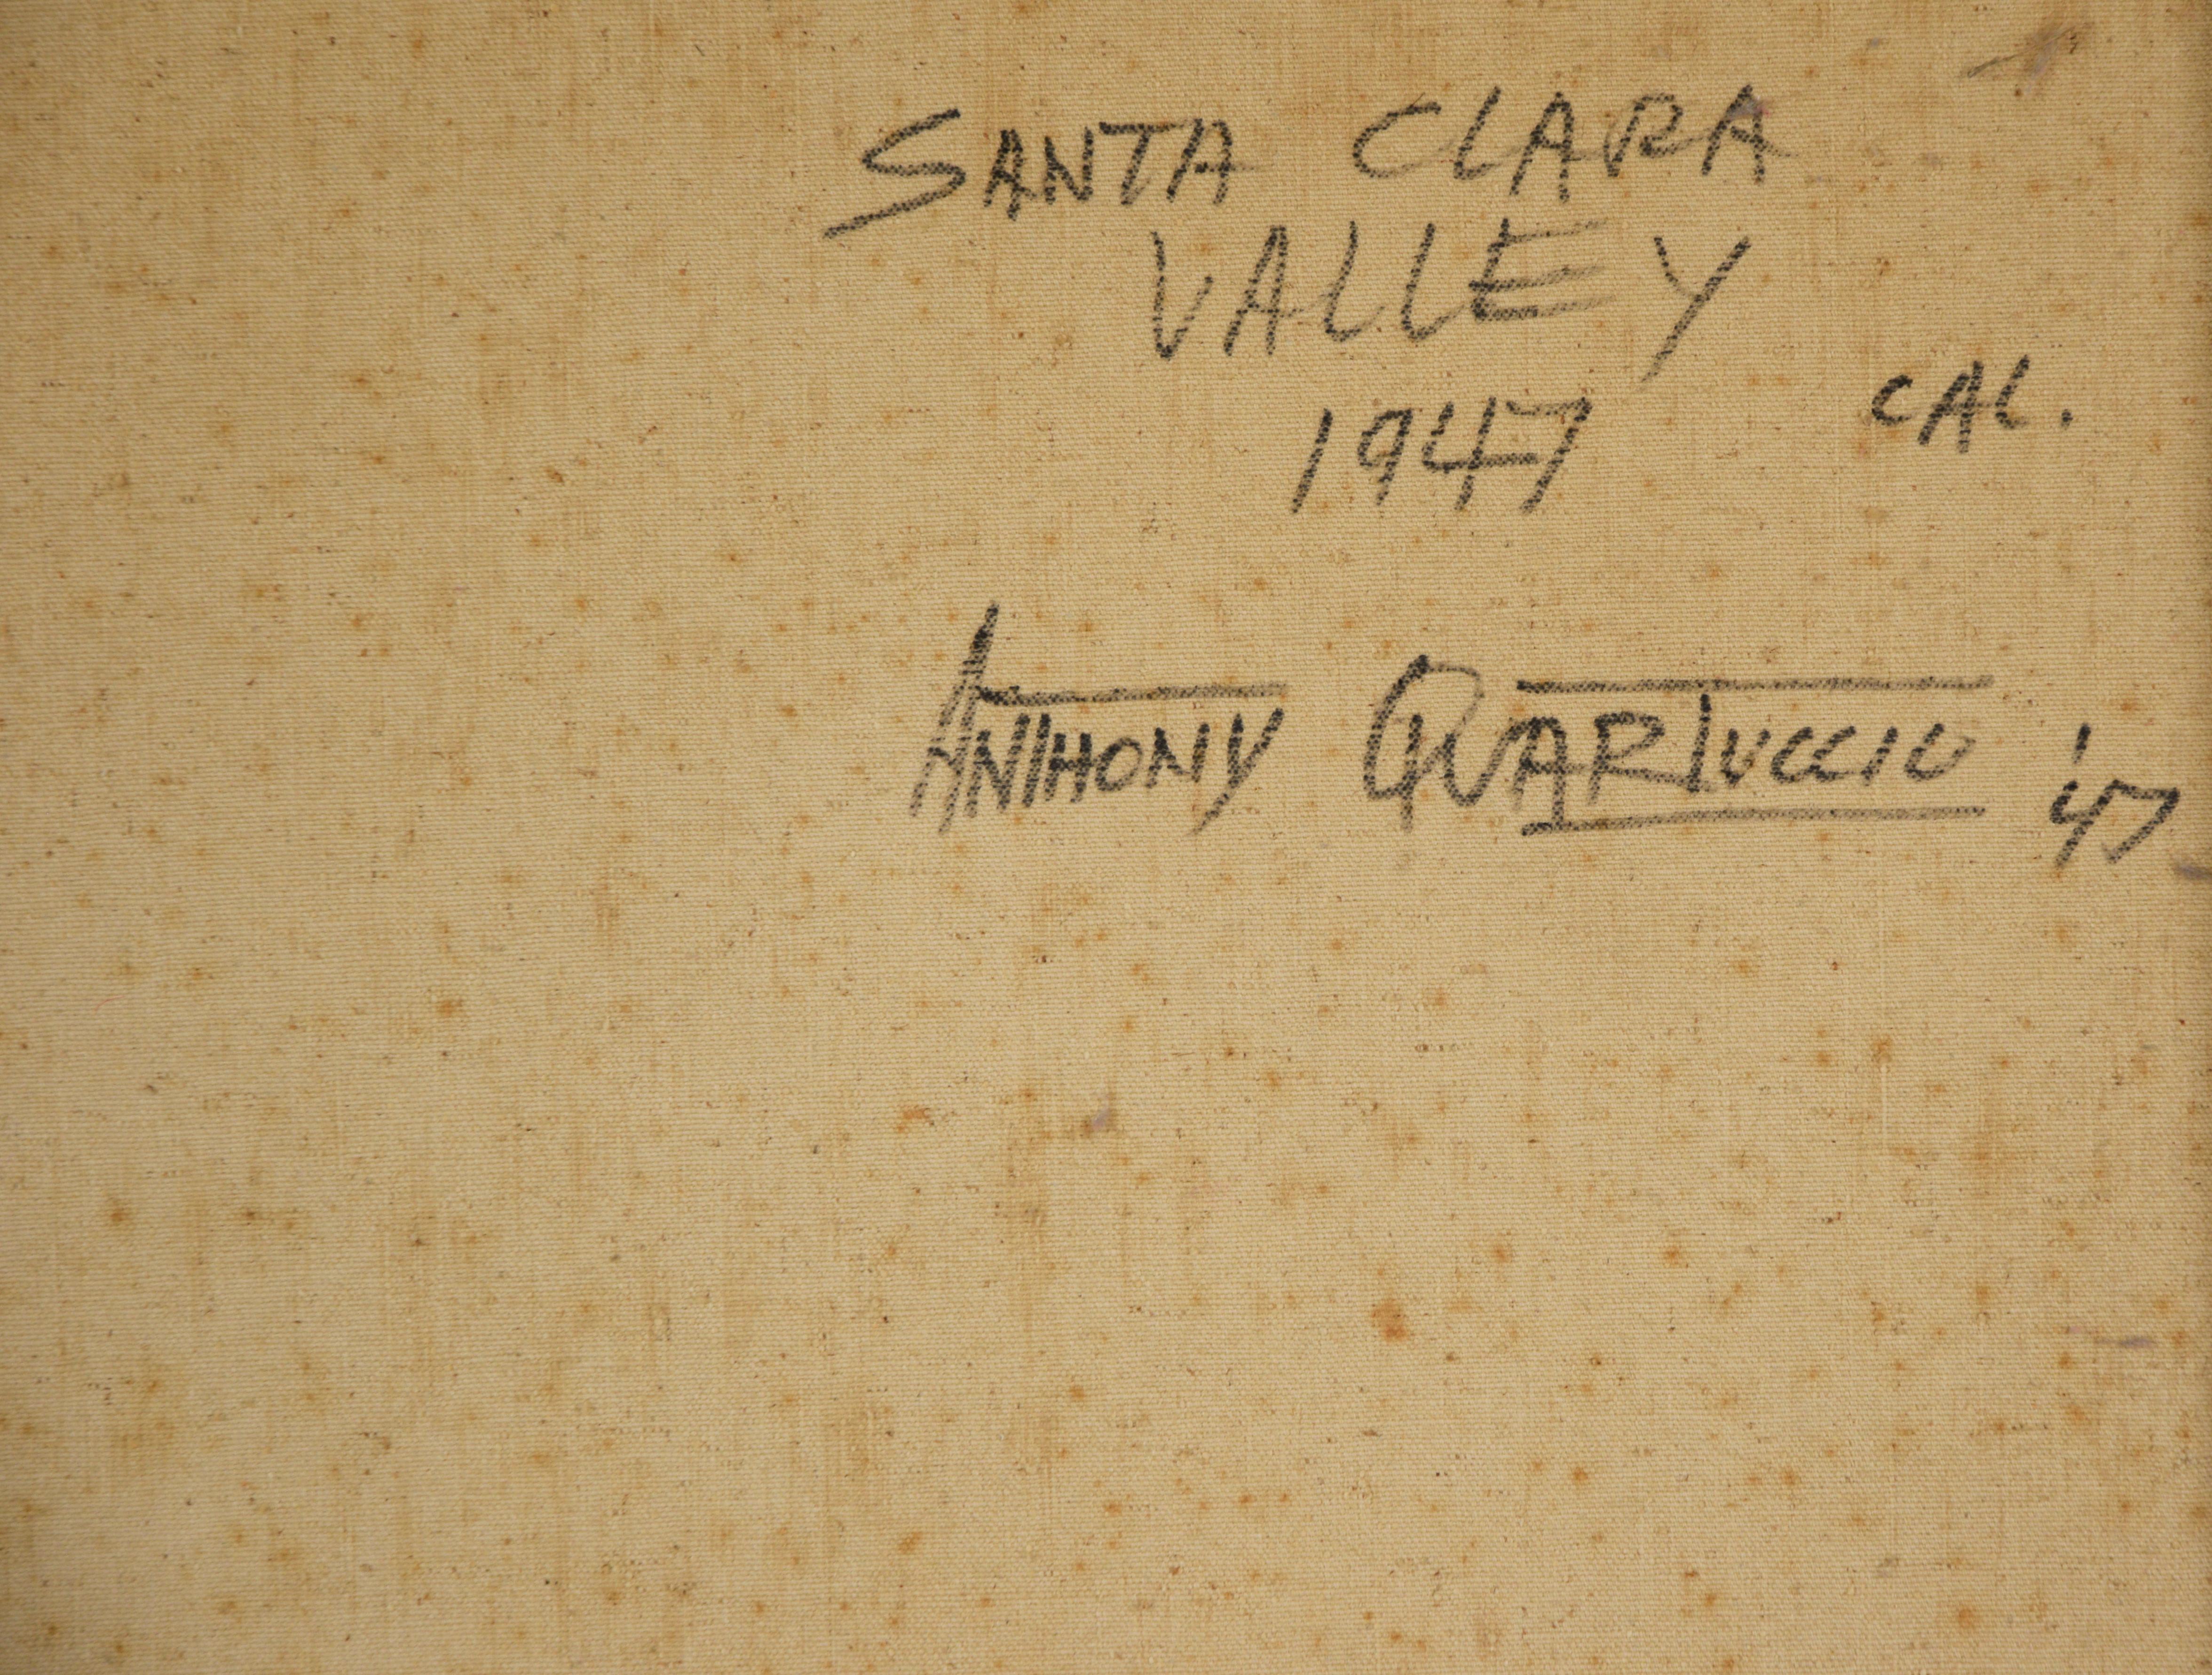 SANTA CLARA
VALLEY
1947 CAL.
ANTHONY QUARTUCCIO '47